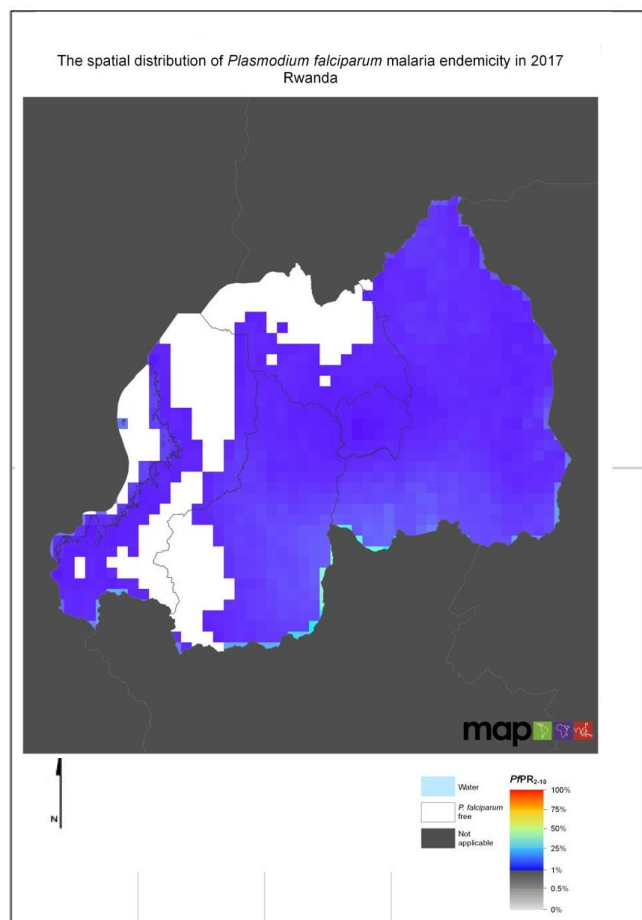 The spatial distribution of Plasmodium falciparum malaria endemicity in 2017
Rwanda
map
N
Water
P. falciparum
free
Not
applicable
PfPR2-10
100%
75%
50%
25%
1%
0.5%
0%